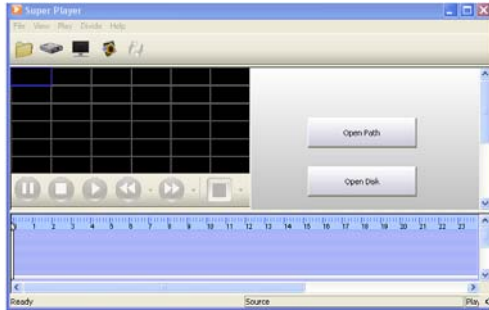 Super Player
File View Play Divide Help
Open Path
Open Disk
0 1 2 3 4 5 6 7 8 9 10 11 12 13 14 15 16 17 18 19 20 21 22 23
Ready Source Play